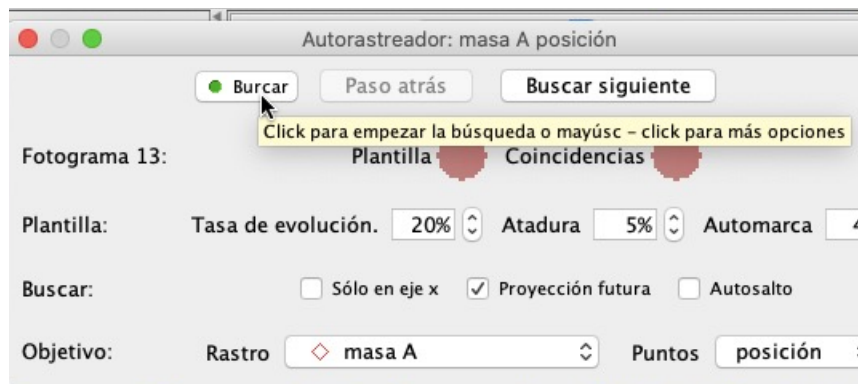 Autorastreador: masa A posición
Burcar Paso atrás Buscar siguiente
Click para empezar la búsqueda o mayúsc – click para más opciones
Fotograma 13: Plantilla Coincidencias
Plantilla: Tasa de evolución. 20% Atadura 5% Automarca 4
Buscar: Sólo en eje x Proyección futura Autosalto
Objetivo: Rastro masa A Puntos posición